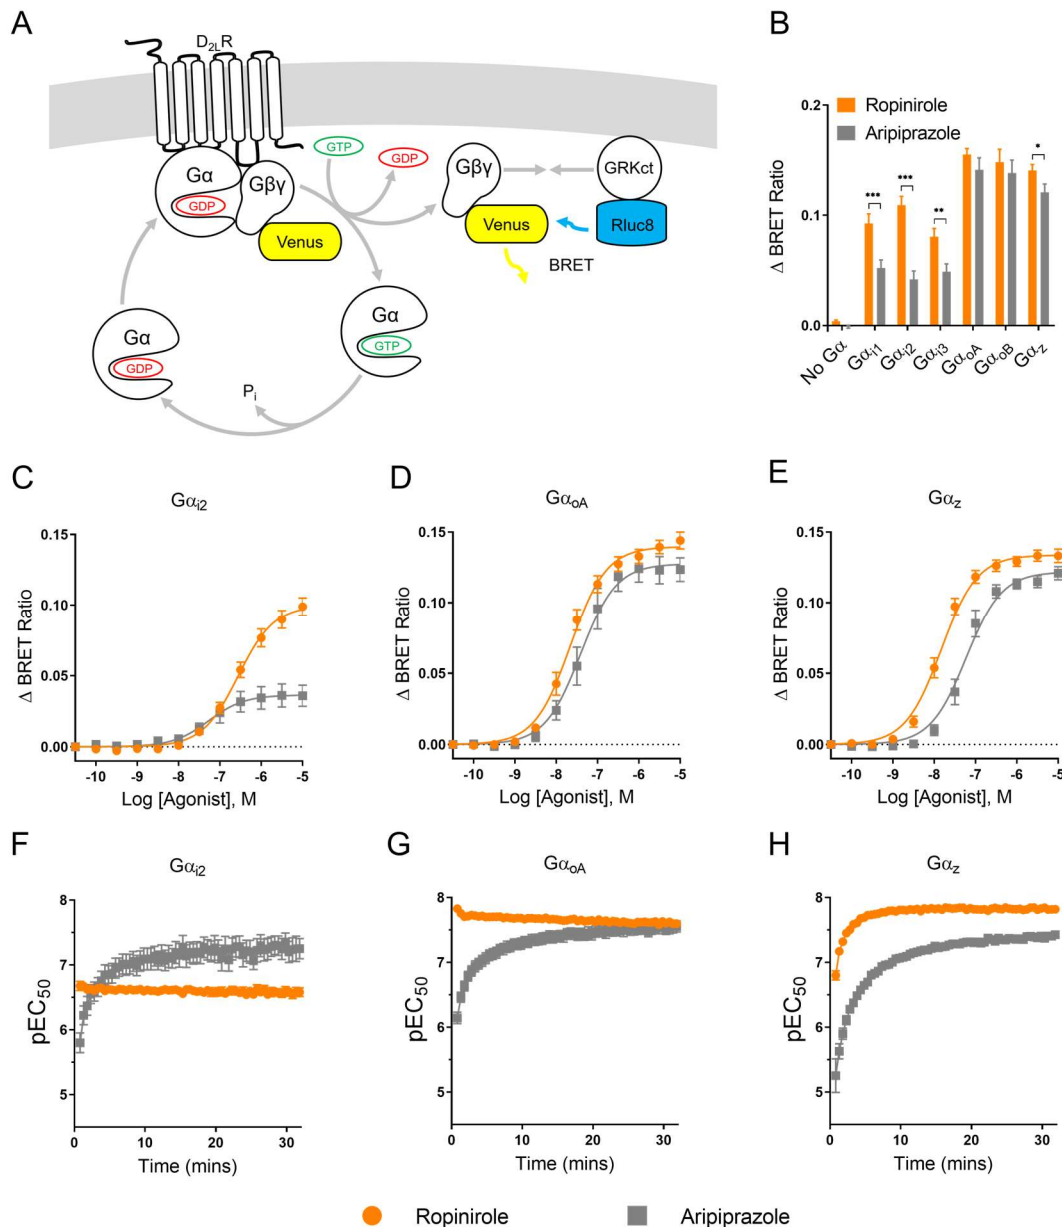 A
D2LR
Gα
GDP
Gβγ
Venus
GTP
GDP
Gβγ
Venus
GRKct
Rluc8
BRET
Gα
GTP
Gα
GDP
Pi
B
Ropinirole
Aripiprazole
Δ BRET Ratio
0.2
0.1
0.0
*** *** ** *
No Gα Gαi1 Gαi2 Gαi3 GαoA GαoB Gαz
C
Gαi2
Δ BRET Ratio
0.15
0.10
0.05
0.00
-10 -9 -8 -7 -6 -5
Log [Agonist], M
D
GαoA
Δ BRET Ratio
0.15
0.10
0.05
0.00
-10 -9 -8 -7 -6 -5
Log [Agonist], M
E
Gαz
Δ BRET Ratio
0.15
0.10
0.05
0.00
-10 -9 -8 -7 -6 -5
Log [Agonist], M
F
Gαi2
pEC50
8
7
6
5
0 10 20 30
Time (mins)
G
GαoA
pEC50
8
7
6
5
0 10 20 30
Time (mins)
H
Gαz
pEC50
8
7
6
5
0 10 20 30
Time (mins)
Ropinirole Aripiprazole